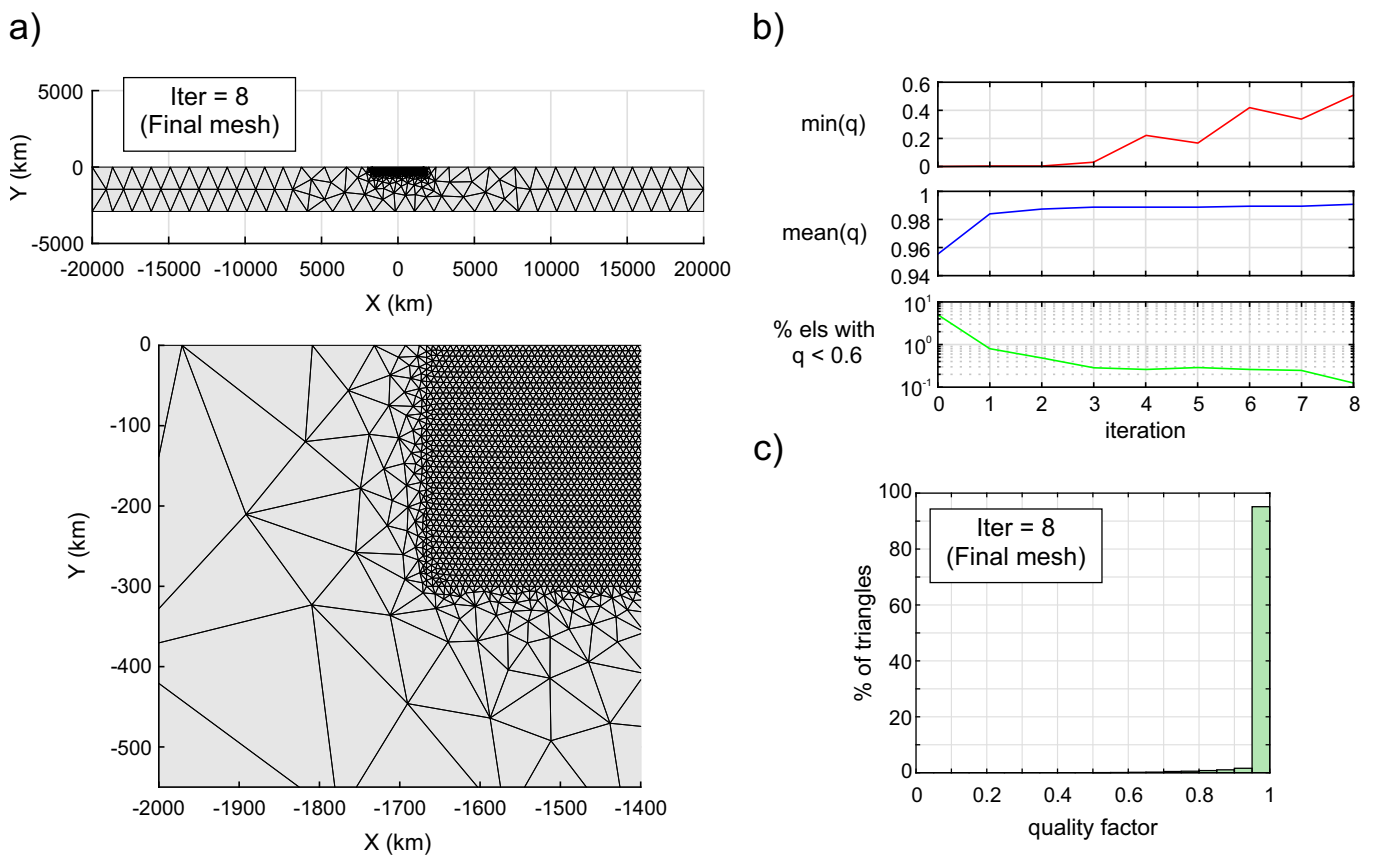 a)
Iter = 8
(Final mesh)
5000
0
-5000
Y (km)
-20000 -15000 -10000 -5000 0 5000 10000 15000 20000
X (km)
0
-100
-200
-300
-400
-500
Y (km)
-2000 -1900 -1800 -1700 -1600 -1500 -1400
X (km)
b)
min(q)
0.6
0.4
0.2
0
mean(q)
1
0.98
0.96
0.94
% els with
q < 0.6
10^1
10^0
10^-1
0 1 2 3 4 5 6 7 8
iteration
c)
Iter = 8
(Final mesh)
100
80
60
40
20
0
% of triangles
0 0.2 0.4 0.6 0.8 1
quality factor